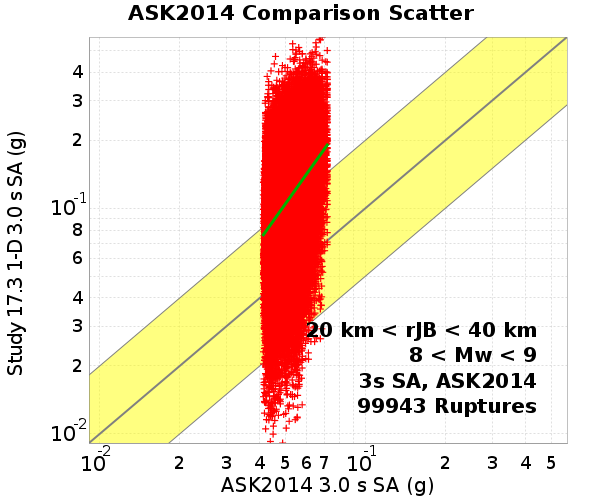 ASK2014 Comparison Scatter
Study 17.3 1-D 3.0 s SA (g)
4
3
2
10-1
8
6
4
3
2
10-2
20 km < rJB < 40 km
8 < Mw < 9
3s SA, ASK2014
99943 Ruptures
10-2 2 3 4 5 6 7 10-1 2 3 4 5
ASK2014 3.0 s SA (g)